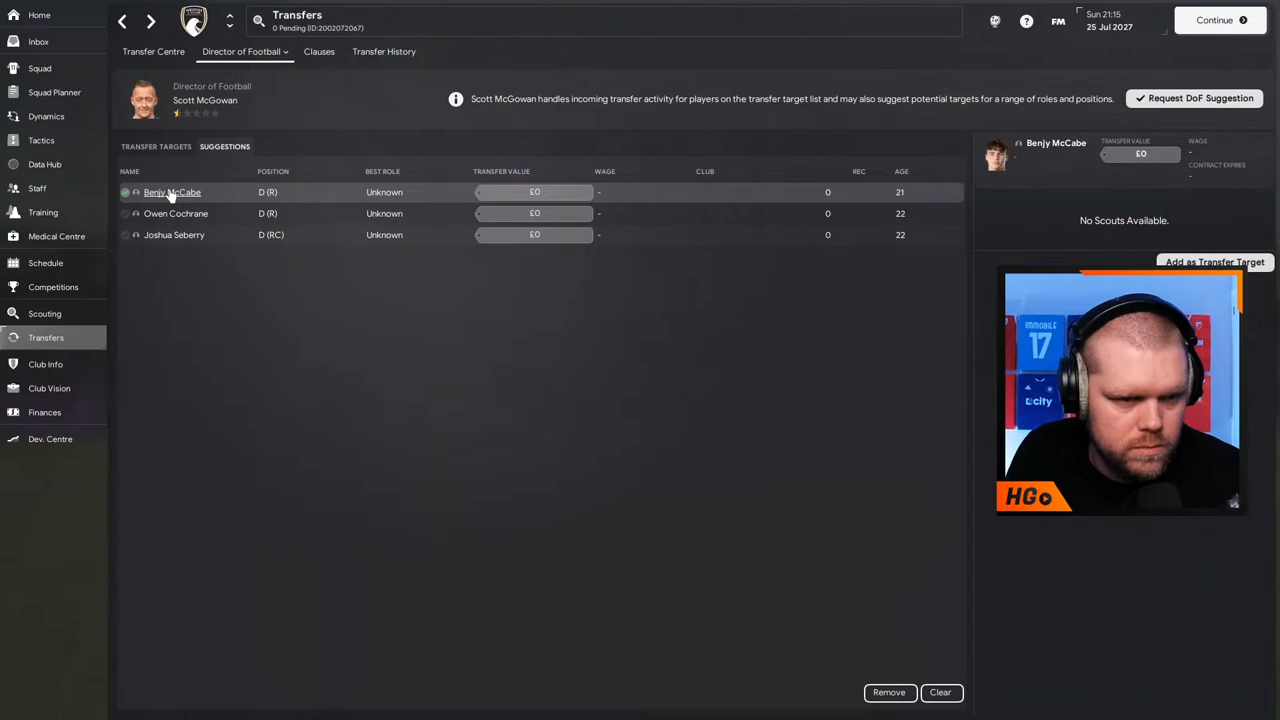 Home
Inbox
Squad
Squad Planner
Dynamics
Tactics
Data Hub
Staff
Training
Medical Centre
Schedule
Competitions
Scouting
Transfers
Club Info
Club Vision
Finances
Dev. Centre
Transfers
0 Pending (ID:2002072067)
FM
Sun 21:15
25 Jul 2027
Continue
Transfer Centre Director of Football Clauses Transfer History
Director of Football
Scott McGowan
Scott McGowan handles incoming transfer activity for players on the transfer target list and may also suggest potential targets for a range of roles and positions.
Request DoF Suggestion
TRANSFER TARGETS SUGGESTIONS
NAME POSITION BEST ROLE TRANSFER VALUE WAGE CLUB REC AGE
Benjy McCabe D (R) Unknown £0 - 0 21
Owen Cochrane D (R) Unknown £0 - 0 22
Joshua Seberry D (RC) Unknown £0 - 0 22
Benjy McCabe
-
TRANSFER VALUE
£0
WAGE
-
CONTRACT EXPIRES
-
No Scouts Available.
Add as Transfer Target
IMMOBILE
17
city
HGO
Remove Clear